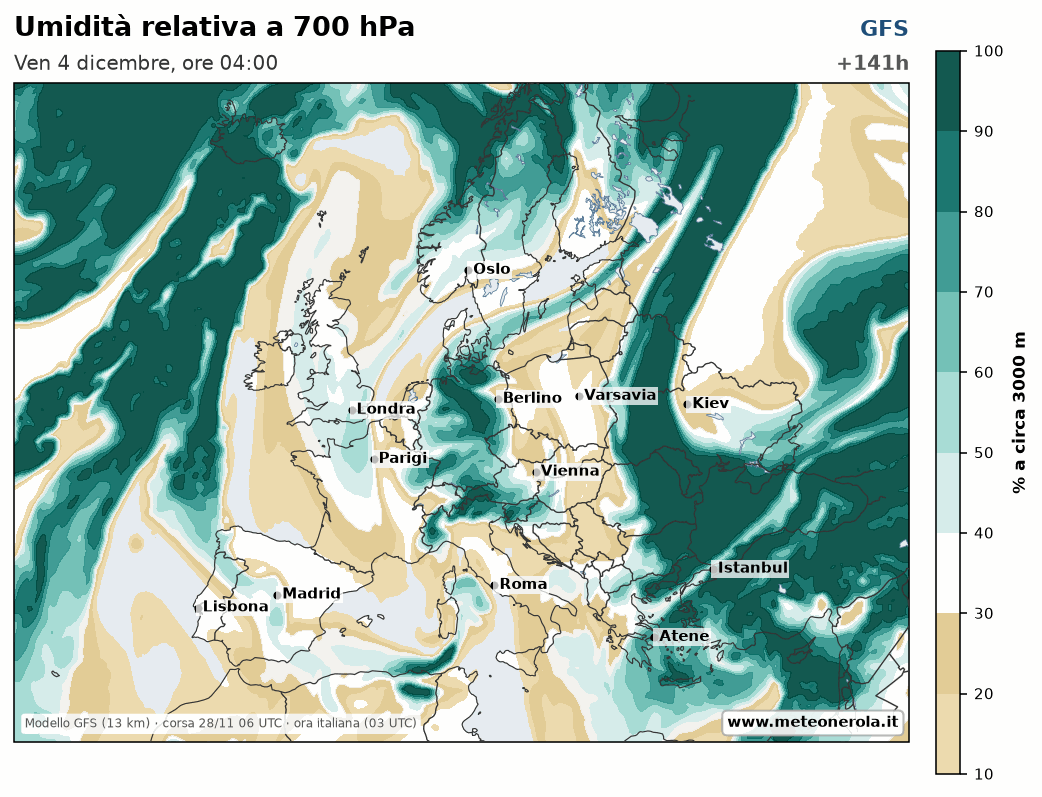 Umidità relativa a 700 hPa
GFS
Ven 4 dicembre, ore 04:00
+141h
100
90
80
70
60
50
40
30
20
10
% a circa 3000 m
Oslo
Berlino
Varsavia
Kiev
Londra
Parigi
Vienna
Istanbul
Roma
Madrid
Lisbona
Atene
Modello GFS (13 km) · corsa 28/11 06 UTC · ora italiana (03 UTC)
www.meteonerola.it